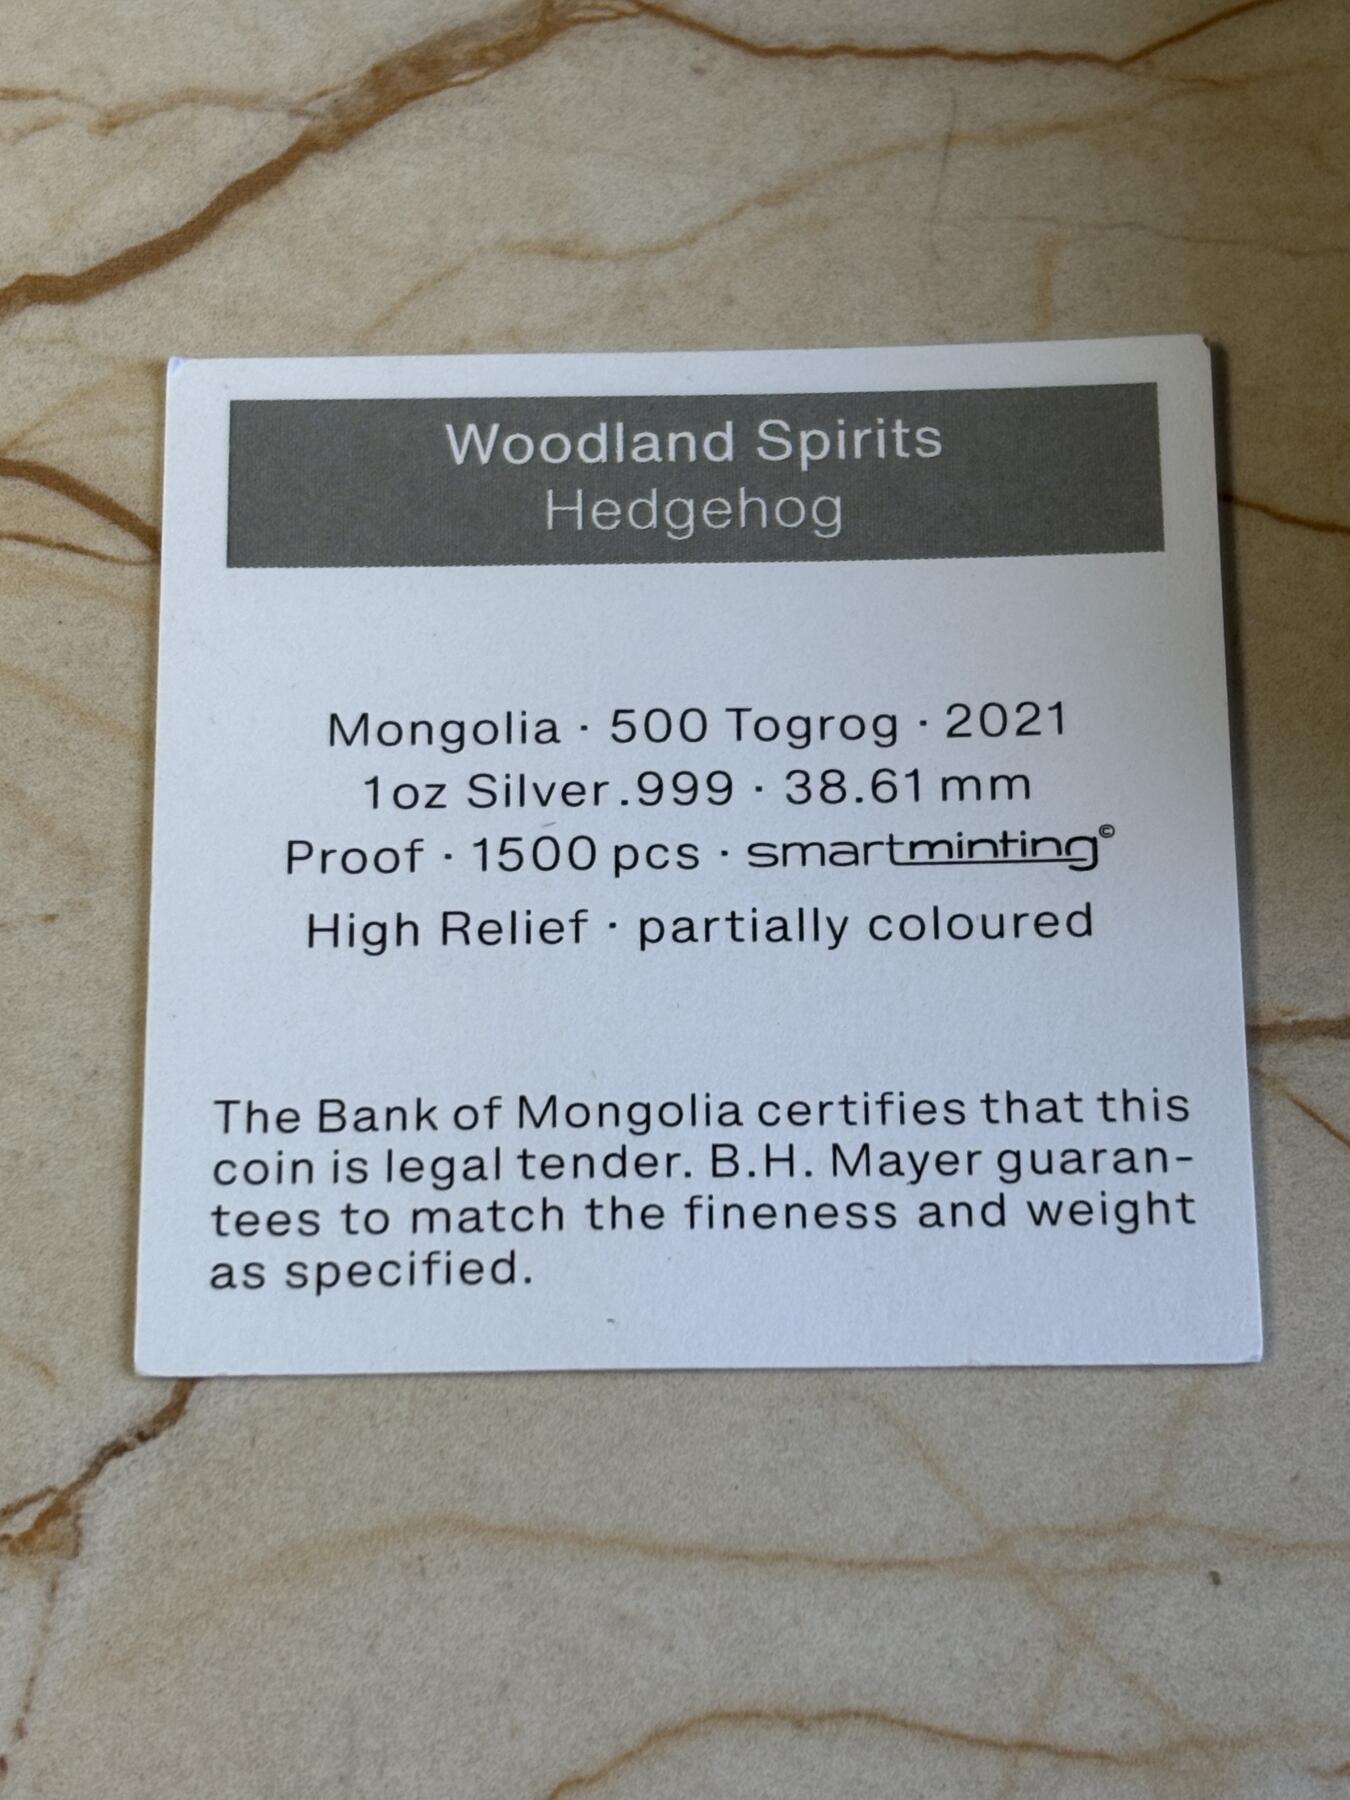 Woodland Spirits
Hedgehog
Mongolia · 500 Togrog · 2021
1oz Silver .999 · 38.61 mm
Proof · 1500 pcs · smartminting©
High Relief · partially coloured
The Bank of Mongolia certifies that this
coin is legal tender. B.H. Mayer guaran-
tees to match the fineness and weight
as specified.